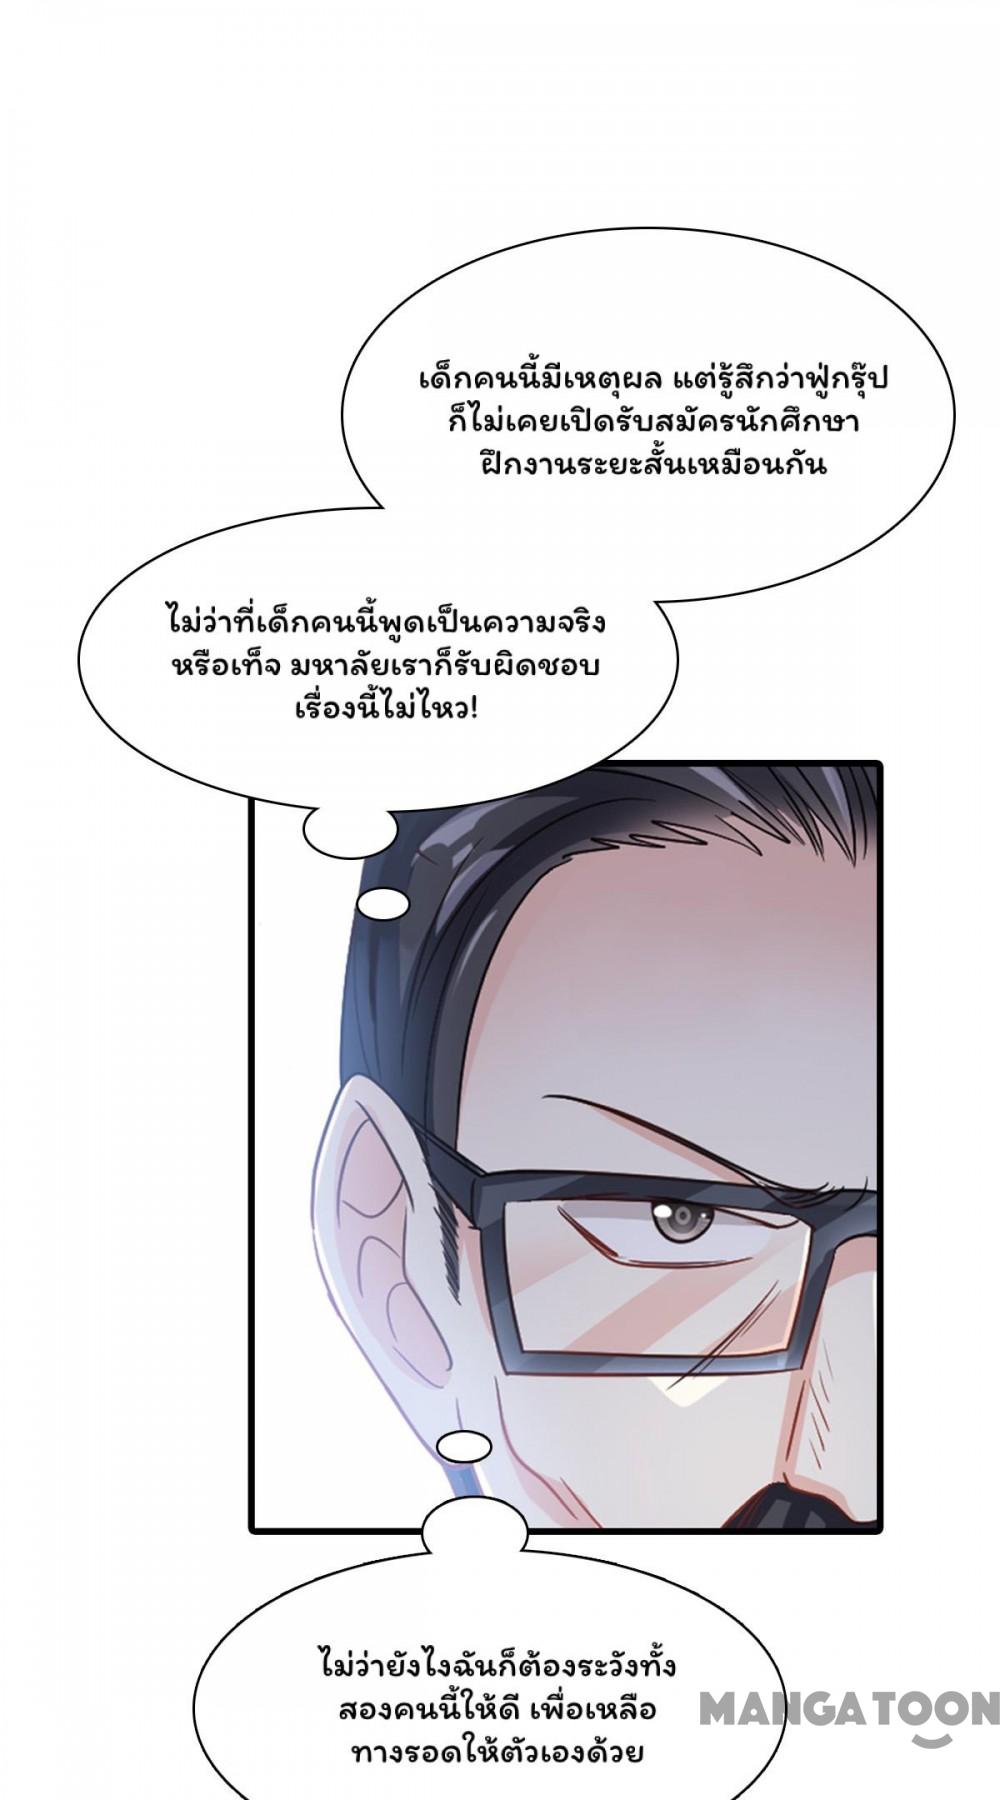 เด็กคนนี้มีเหตุผล แต่รู้สึกว่าฟู่กรุ๊ป
ก็ไม่เคยเปิดรับสมัครนักศึกษา
ฝึกงานระยะสั้นเหมือนกัน
ไม่ว่าที่เด็กคนนี้พูดเป็นความจริง
หรือเท็จ มหาลัยเราก็รับผิดชอบ
เรื่องนี้ไม่ไหว!
ไม่ว่ายังไงฉันก็ต้องระวังทั้ง
สองคนนี้ให้ดี เพื่อเหลือ
ทางรอดให้ตัวเองด้วย
MANGATOON